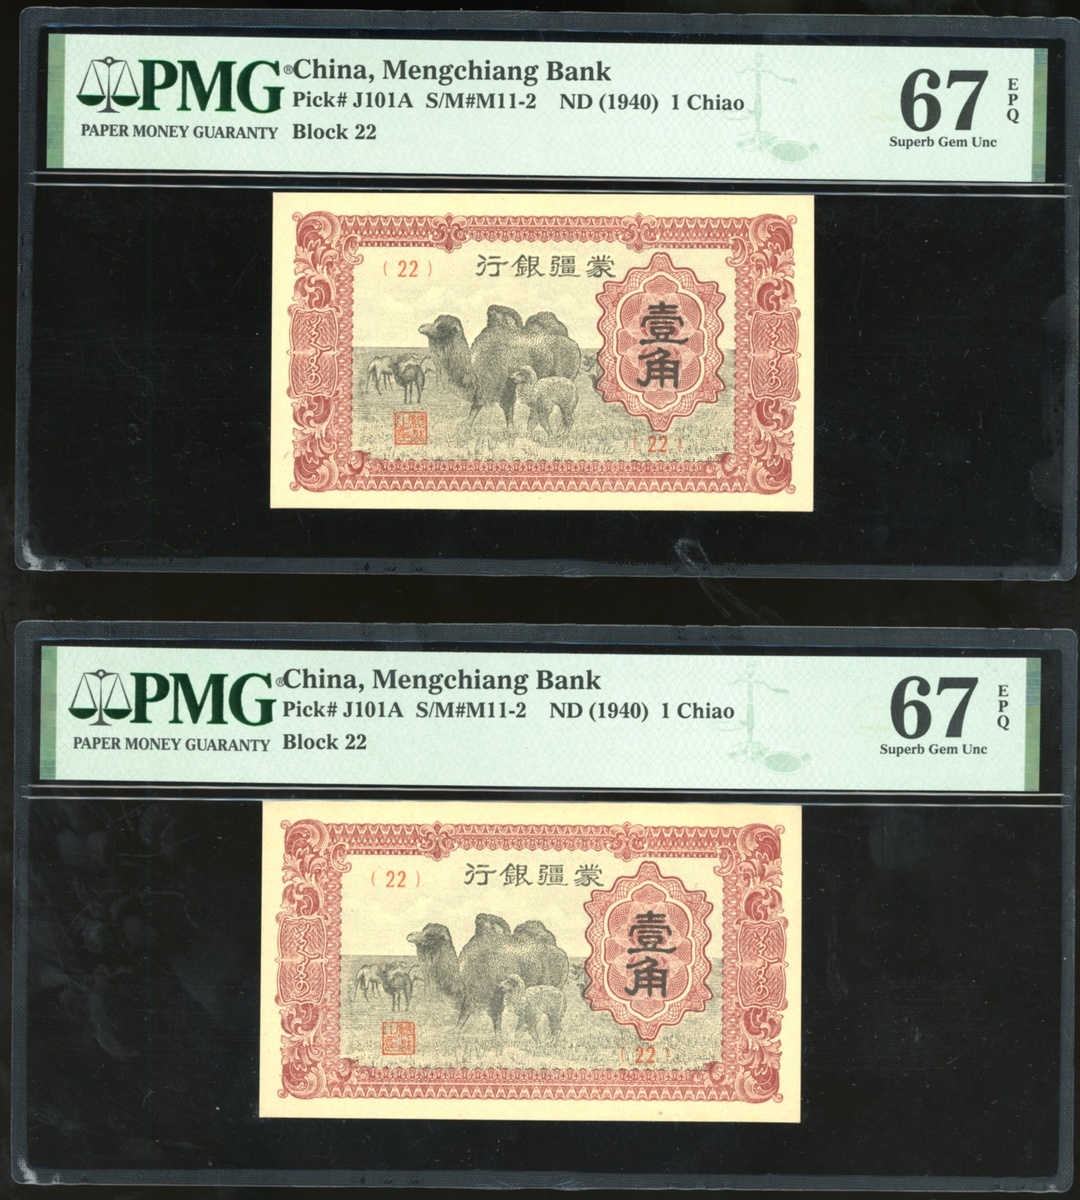 PMG®
PAPER MONEY GUARANTY
China, Mengchiang Bank
Pick# J101A S/M#M11-2 ND (1940) 1 Chiao
Block 22
67
EPQ
Superb Gem Unc
( 22 )
行銀疆蒙
壹
角
( 22 )
PMG®
PAPER MONEY GUARANTY
China, Mengchiang Bank
Pick# J101A S/M#M11-2 ND (1940) 1 Chiao
Block 22
67
EPQ
Superb Gem Unc
( 22 )
行銀疆蒙
壹
角
( 22 )